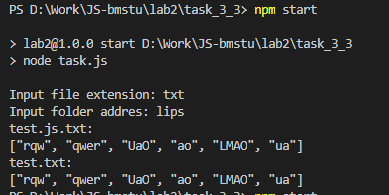 PS D:\Work\JS-bmstu\lab2\task_3_3> npm start
> lab2@1.0.0 start D:\Work\JS-bmstu\lab2\task_3_3
> node task.js
Input file extension: txt
Input folder addres: lips
test.js.txt:
["rqw", "qwer", "UaO", "ao", "LMAO", "ua"]
test.txt:
["rqw", "qwer", "UaO", "ao", "LMAO", "ua"]
PS D:\Work\JS-bmstu\lab2\task_3_3> npm start